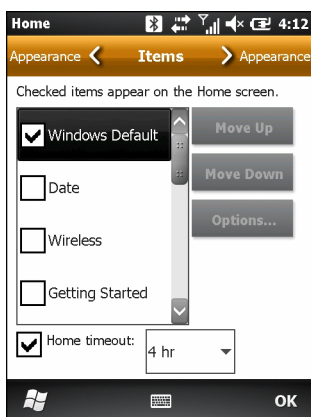 Home 4:12
Appearance Items Appearance
Checked items appear on the Home screen.
Windows Default
Date
Wireless
Getting Started
Move Up
Move Down
Options...
Home timeout: 4 hr
OK